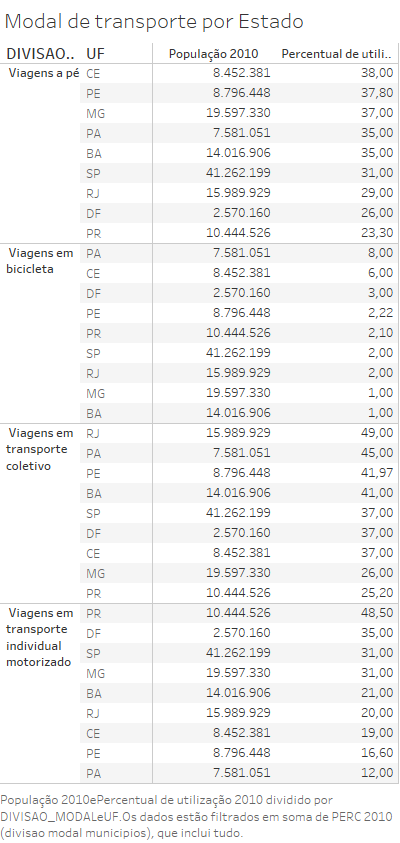 Modal de transporte por Estado
DIVISAO.. UF População 2010 Percentual de utili..
Viagens a pé CE 8.452.381 38,00
PE 8.796.448 37,80
MG 19.597.330 37,00
PA 7.581.051 35,00
BA 14.016.906 35,00
SP 41.262.199 31,00
RJ 15.989.929 29,00
DF 2.570.160 26,00
PR 10.444.526 23,30
Viagens em PA 7.581.051 8,00
bicicleta CE 8.452.381 6,00
DF 2.570.160 3,00
PE 8.796.448 2,22
PR 10.444.526 2,10
SP 41.262.199 2,00
RJ 15.989.929 2,00
MG 19.597.330 1,00
BA 14.016.906 1,00
Viagens em RJ 15.989.929 49,00
transporte PA 7.581.051 45,00
coletivo PE 8.796.448 41,97
BA 14.016.906 41,00
SP 41.262.199 37,00
DF 2.570.160 37,00
CE 8.452.381 37,00
MG 19.597.330 26,00
PR 10.444.526 25,20
Viagens em PR 10.444.526 48,50
transporte DF 2.570.160 35,00
individual SP 41.262.199 31,00
motorizado MG 19.597.330 31,00
BA 14.016.906 21,00
RJ 15.989.929 20,00
CE 8.452.381 19,00
PE 8.796.448 16,60
PA 7.581.051 12,00
População 2010ePercentual de utilização 2010 dividido por
DIVISAO_MODALeUF.Os dados estão filtrados em soma de PERC 2010
(divisao modal municipios), que inclui tudo.